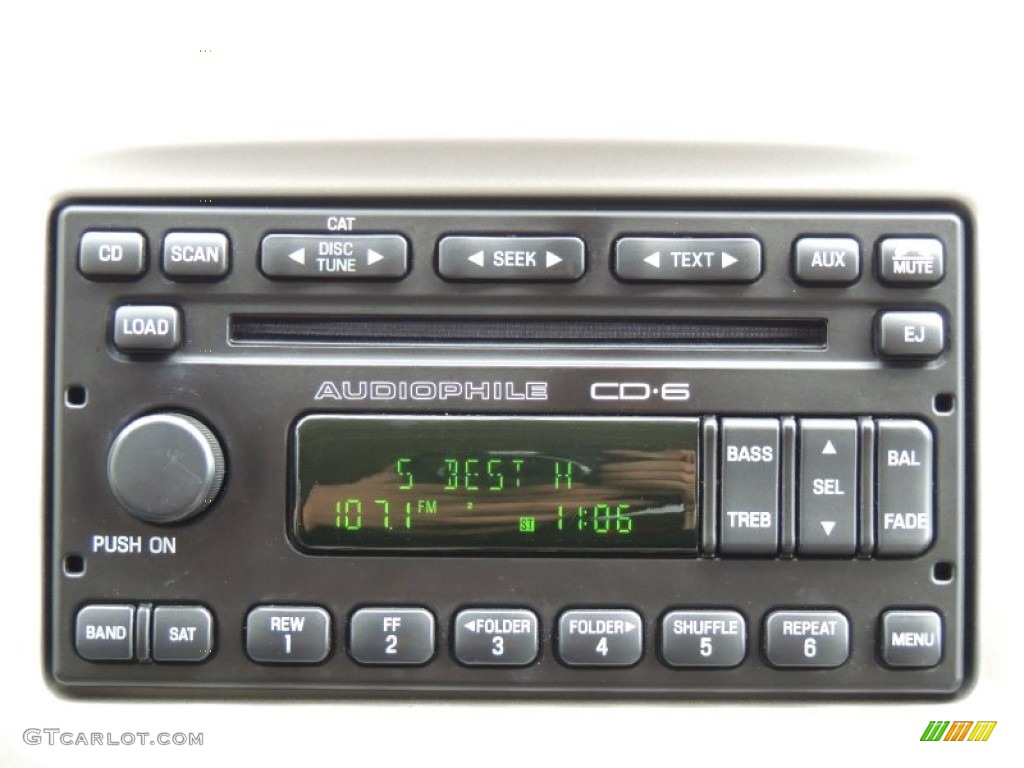 CAT
CD SCAN ◀ DISC TUNE ▶ ◀ SEEK ▶ ◀ TEXT ▶ AUX MUTE
LOAD EJ
AUDIOPHILE CD·6
BASS ▲ BAL
S BEST H
SEL
107.1 FM 2 ST 11:06
TREB ▼ FADE
PUSH ON
BAND SAT
REW
1
FF
2
◀FOLDER
3
FOLDER▶
4
SHUFFLE
5
REPEAT
6
MENU
GTCARLOT.COM